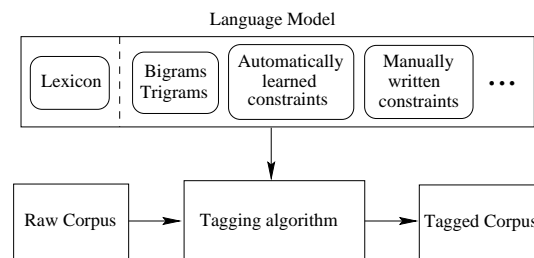 Language Model
Lexicon
Bigrams
Trigrams
Automatically
learned
constraints
Manually
written
constraints
...
Raw Corpus
Tagging algorithm
Tagged Corpus